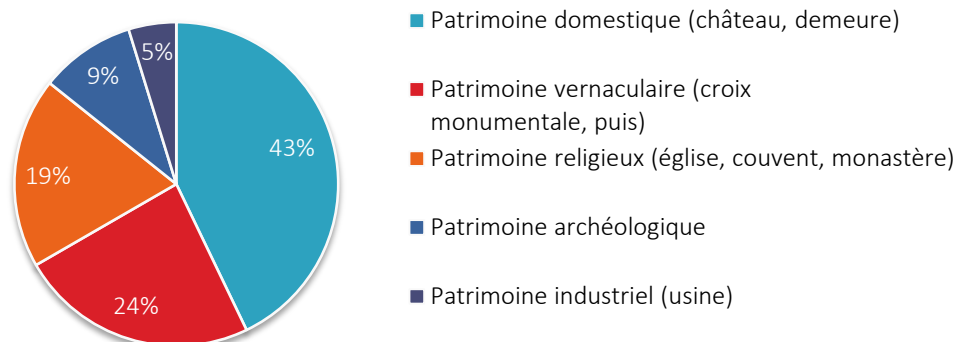 5%
9%
43%
19%
24%
Patrimoine domestique (château, demeure)
Patrimoine vernaculaire (croix
monumentale, puis)
Patrimoine religieux (église, couvent, monastère)
Patrimoine archéologique
Patrimoine industriel (usine)